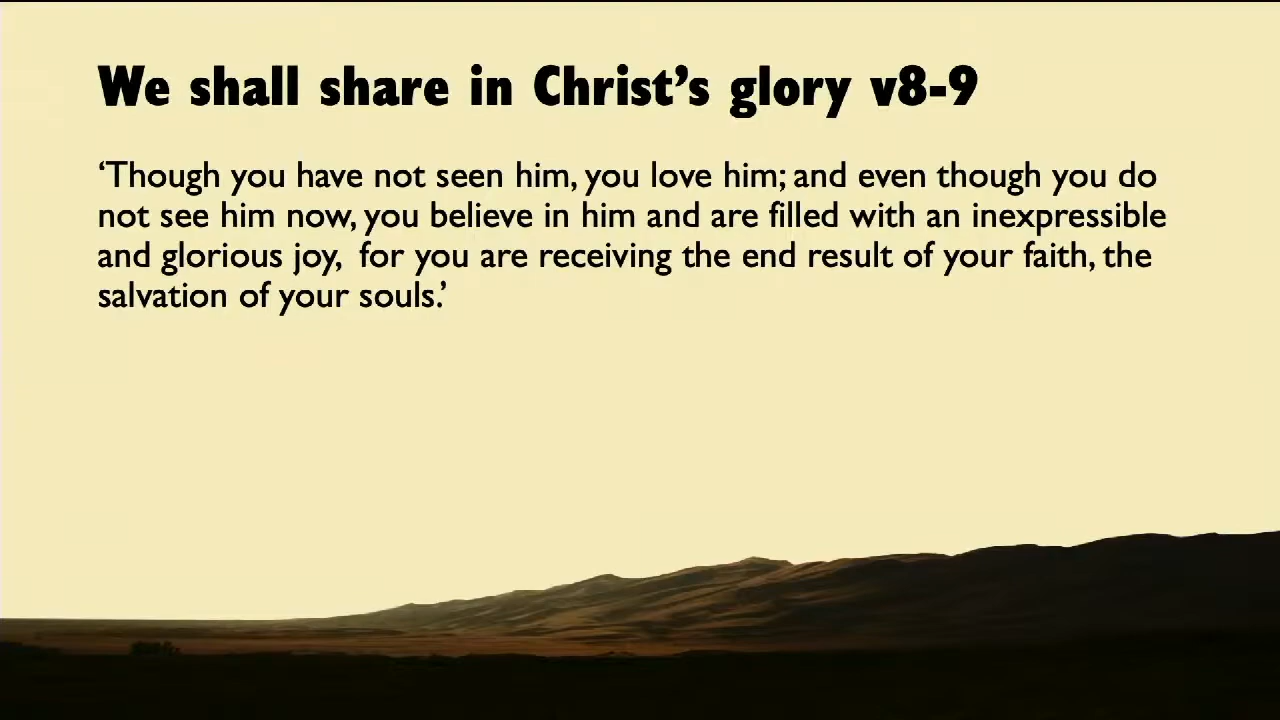 We shall share in Christ’s glory v8-9
‘Though you have not seen him, you love him; and even though you do
not see him now, you believe in him and are filled with an inexpressible
and glorious joy,  for you are receiving the end result of your faith, the
salvation of your souls.’